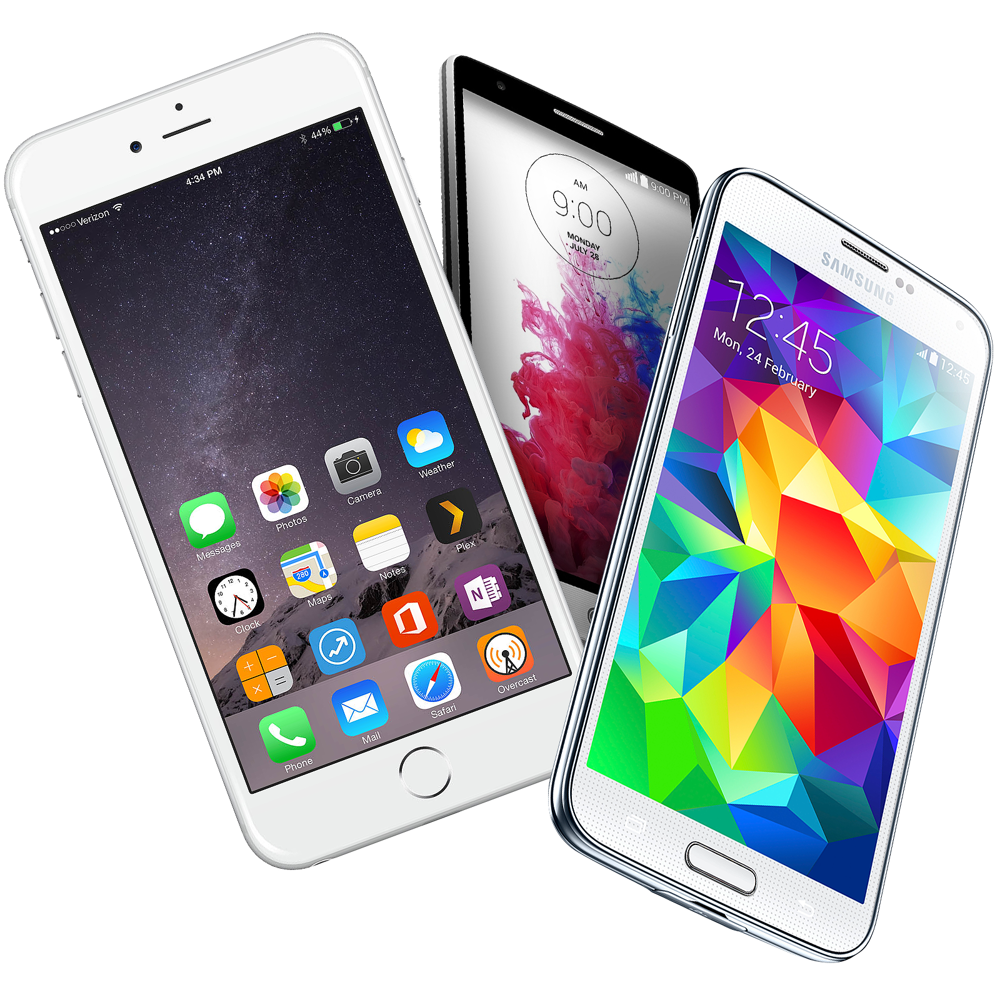 Verizon
4:34 PM
44%
Messages
Photos
Camera
Weather
Clock
Maps
280
Notes
Plex
N
Phone
Mail
Safari
Overcast
9:00 PM
AM
9:00
MONDAY
JULY 28
SAMSUNG
12:45
12:45
Mon, 24 February